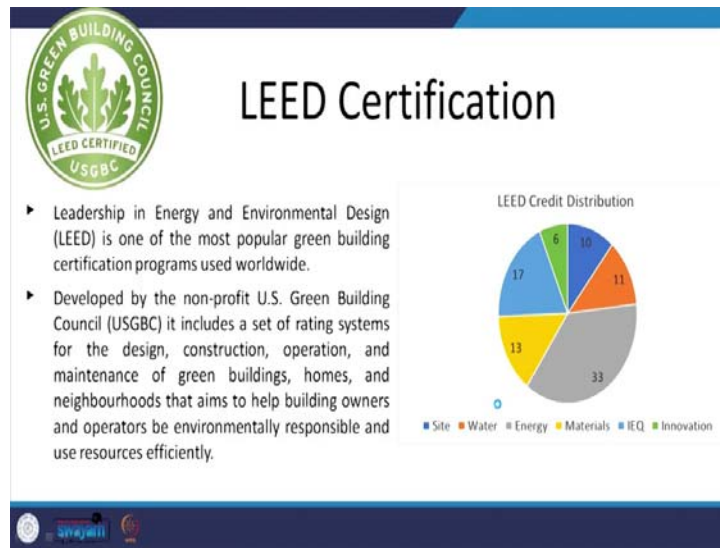 U.S. GREEN BUILDING COUNCIL
LEED CERTIFIED
USGBC
LEED Certification
Leadership in Energy and Environmental Design
(LEED) is one of the most popular green building
certification programs used worldwide.
Developed by the non-profit U.S. Green Building
Council (USGBC) it includes a set of rating systems
for the design, construction, operation, and
maintenance of green buildings, homes, and
neighbourhoods that aims to help building owners
and operators be environmentally responsible and
use resources efficiently.
LEED Credit Distribution
6
10
17
11
13
33
Site Water Energy Materials IEQ Innovation
swayam